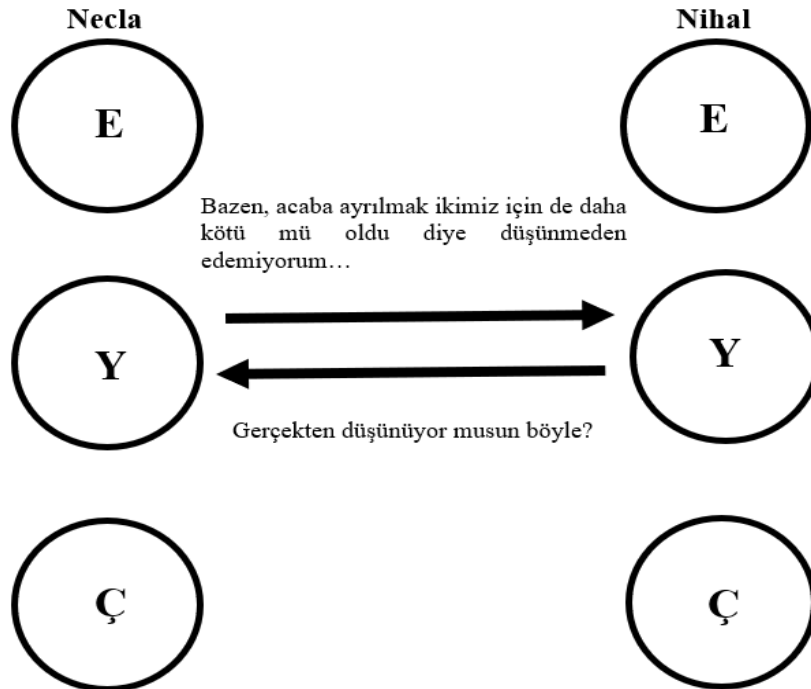 Necla
Nihal
E
E
Bazen, acaba ayrılmak ikimiz için de daha
kötü mü oldu diye düşünmeden
edemiyorum…
Y
Y
Gerçekten düşünüyor musun böyle?
Ç
Ç